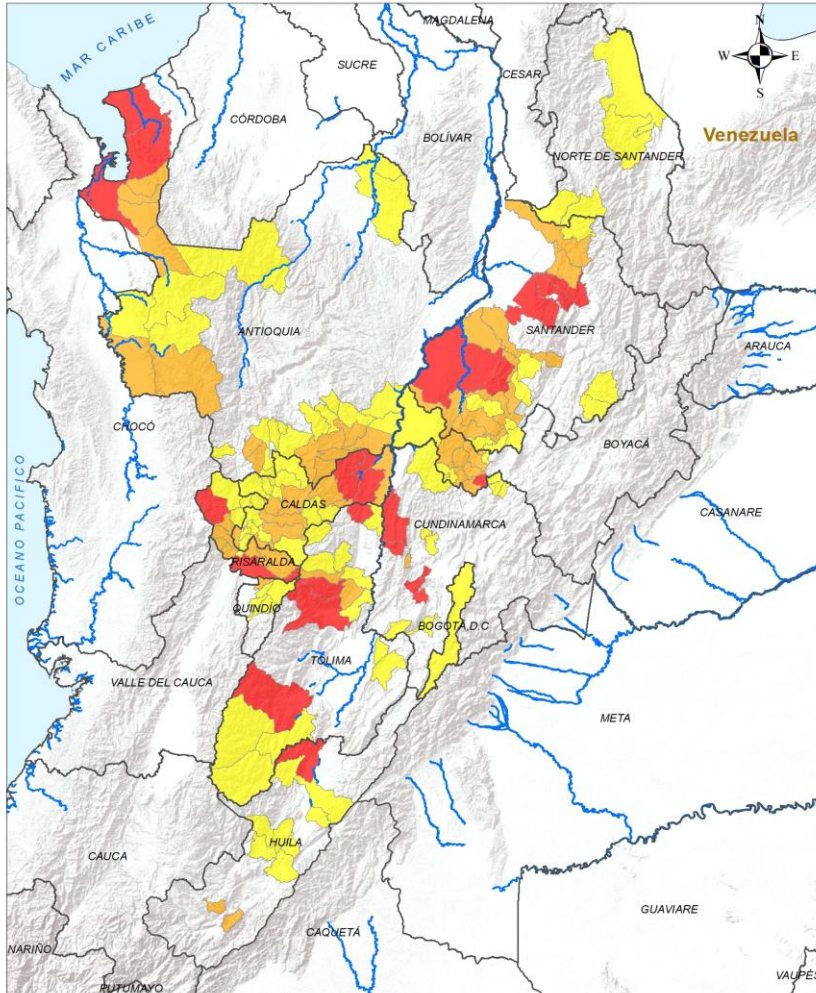 MAGDALENA
N
MAR CARIBE
SUCRE
CESAR
W
E
S
CÓRDOBA
BOLÍVAR
Venezuela
NORTE DE SANTANDER
ANTIOQUIA
SANTANDER
ARAUCA
CHOCÓ
BOYACÁ
CALDAS
CASANARE
CUNDINAMARCA
OCEANO PACIFICO
RISARALDA
QUINDÍO
BOGOTÁ, D.C
TOLIMA
VALLE DEL CAUCA
META
HUILA
CAUCA
GUAVIARE
CAQUETÁ
NARIÑO
PUTUMAYO
VAUPÉS